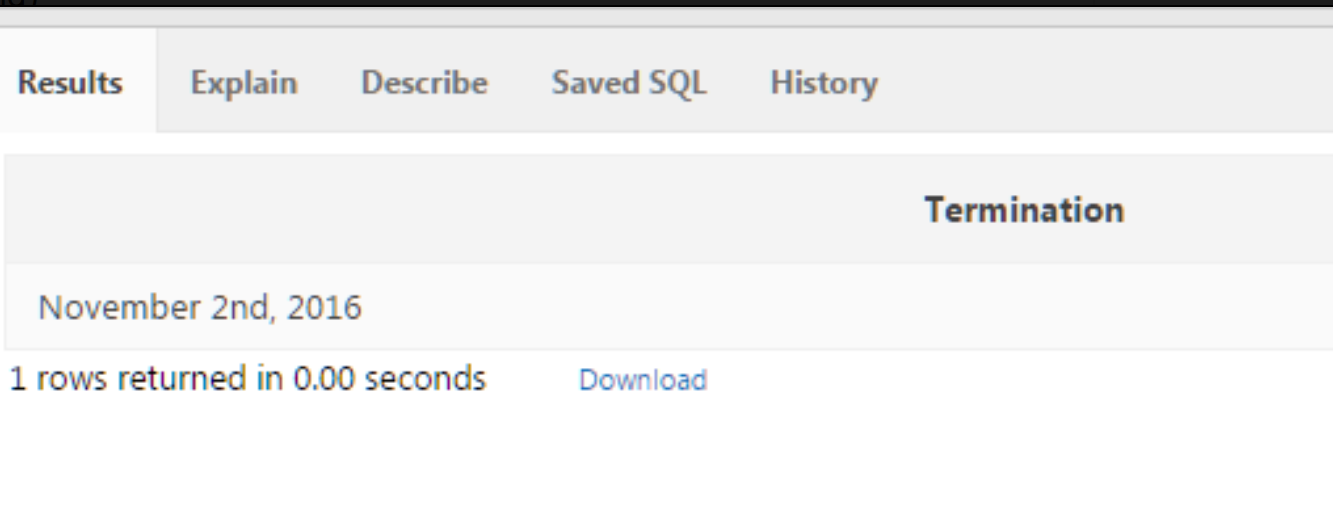 Results Explain Describe Saved SQL History
Termination
November 2nd, 2016
1 rows returned in 0.00 seconds Download